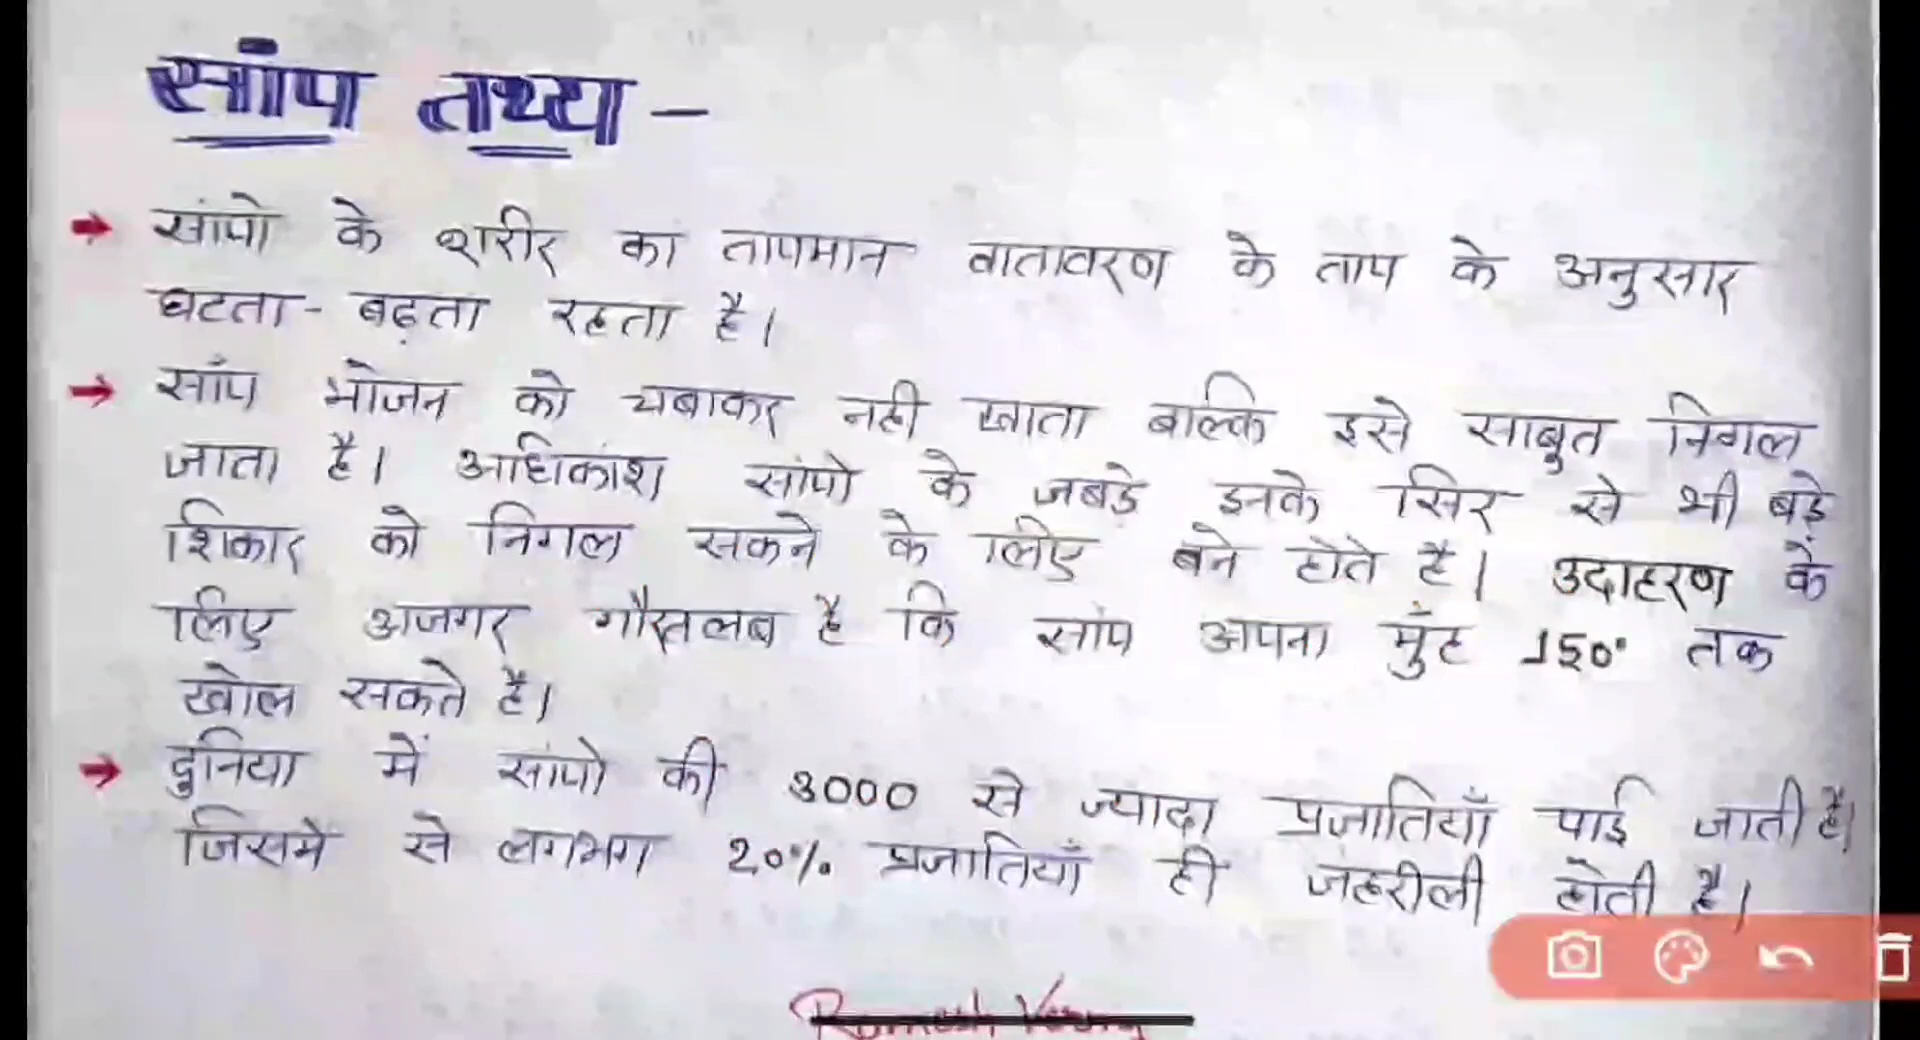 सांप तथ्य -
→ सांपो के शरीर का तापमान वातावरण के ताप के अनुसार
घटता - बढ़ता रहता है।
→ साँप भोजन को चबाकर नही खाता बल्कि इसे साबुत निगल
जाता है। अधिकांश सांपो के जबड़े इनके सिर से भी बड़े
शिकार को निगल सकने के लिए बने होते है। उदाहरण के
लिए अजगर गौरतलब है कि सांप अपना मुँह 150° तक
खोल सकते है।
→ दुनिया में सांपो की 3000 से ज्यादा प्रजातियाँ पाई जाती है।
जिसमे से लगभग 20% प्रजातियाँ ही जहरीली होती है।